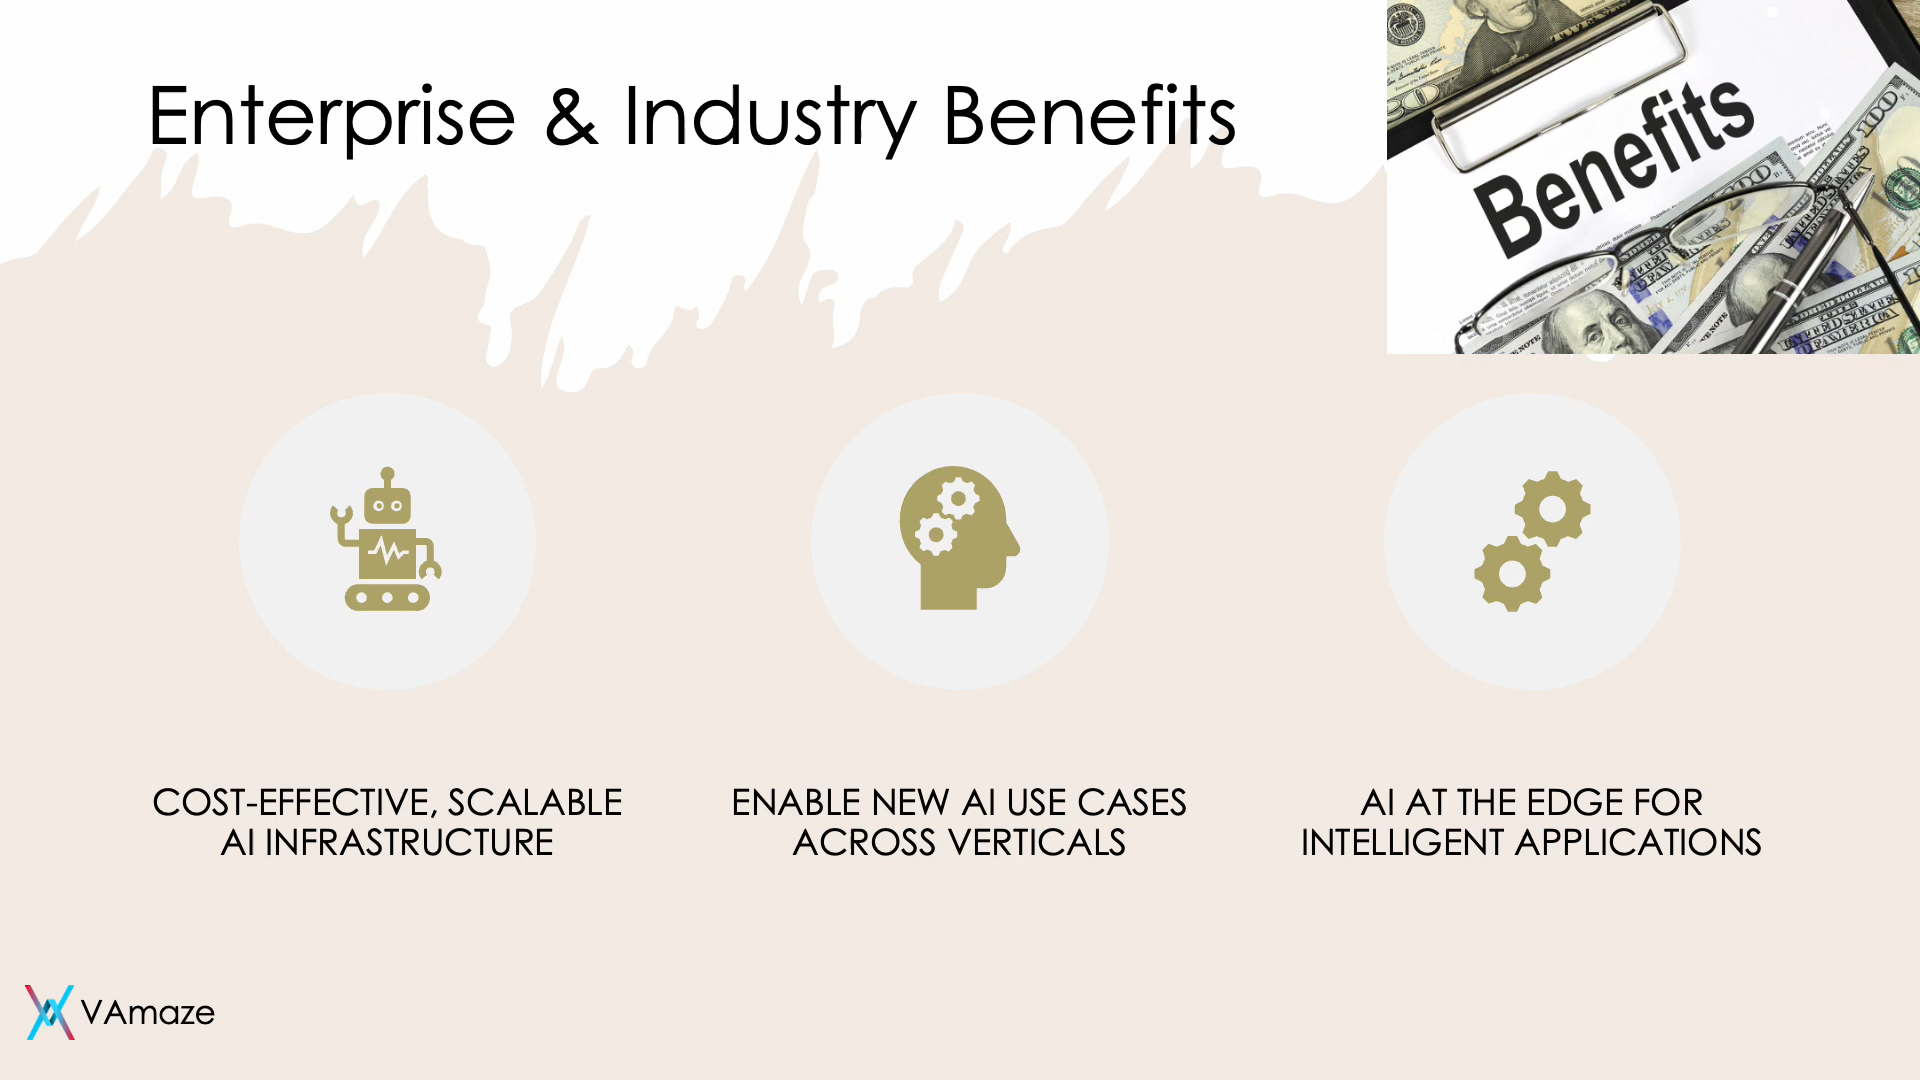 Enterprise & Industry Benefits
Benefits
COST-EFFECTIVE, SCALABLE
AI INFRASTRUCTURE
ENABLE NEW AI USE CASES
ACROSS VERTICALS
AI AT THE EDGE FOR
INTELLIGENT APPLICATIONS
VAmaze